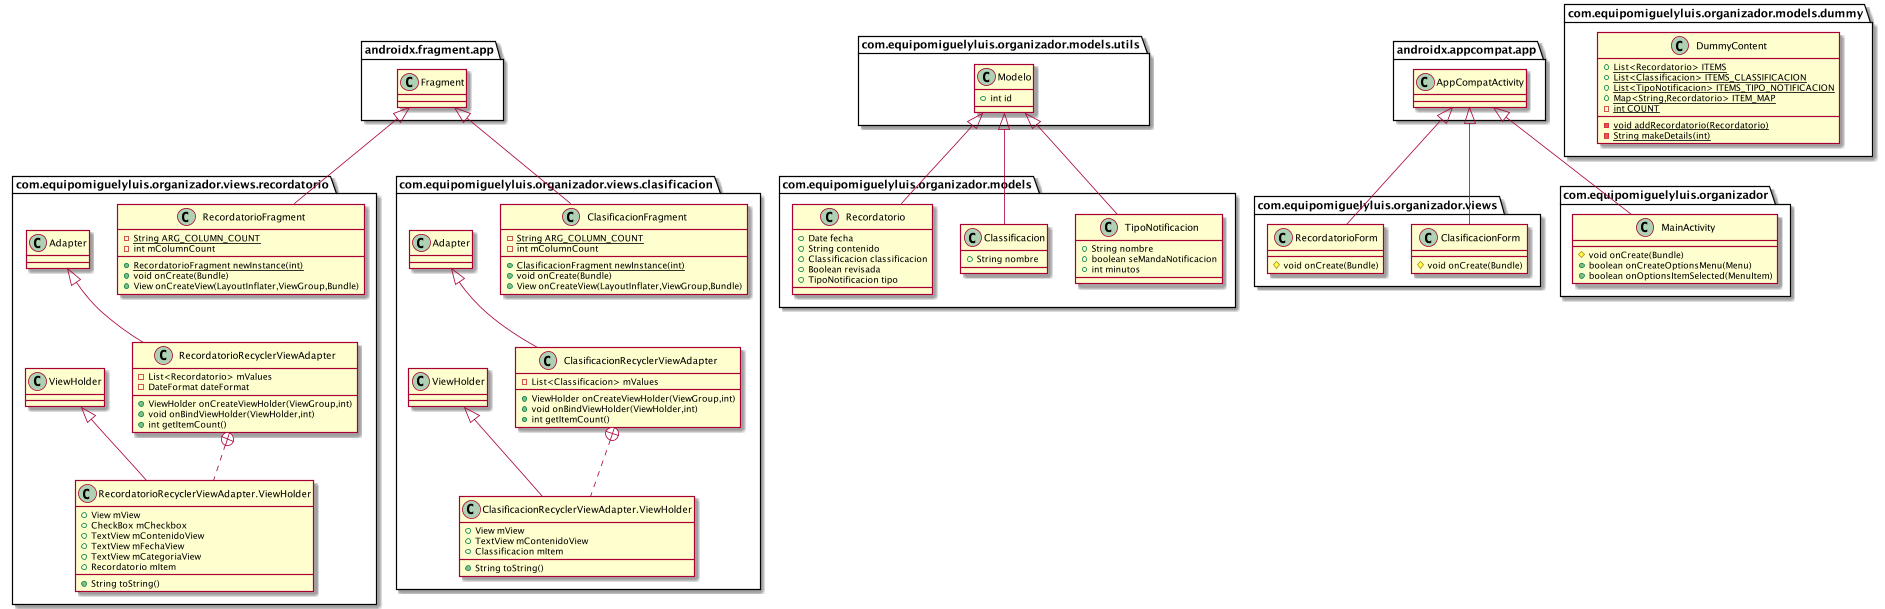 androidx.fragment.app
C Fragment
com.equipomiguelyluis.organizador.views.recordatorio
C RecordatorioFragment
String ARG_COLUMN_COUNT
int mColumnCount
RecordatorioFragment newInstance(int)
void onCreate(Bundle)
View onCreateView(LayoutInflater,ViewGroup,Bundle)
C Adapter
C RecordatorioRecyclerViewAdapter
List<Recordatorio> mValues
DateFormat dateFormat
ViewHolder onCreateViewHolder(ViewGroup,int)
void onBindViewHolder(ViewHolder,int)
int getItemCount()
C ViewHolder
C RecordatorioRecyclerViewAdapter.ViewHolder
View mView
CheckBox mCheckbox
TextView mContenidoView
TextView mFechaView
TextView mCategoriaView
Recordatorio mItem
String toString()
com.equipomiguelyluis.organizador.views.clasificacion
C ClasificacionFragment
String ARG_COLUMN_COUNT
int mColumnCount
ClasificacionFragment newInstance(int)
void onCreate(Bundle)
View onCreateView(LayoutInflater,ViewGroup,Bundle)
C Adapter
C ClasificacionRecyclerViewAdapter
List<Classificacion> mValues
ViewHolder onCreateViewHolder(ViewGroup,int)
void onBindViewHolder(ViewHolder,int)
int getItemCount()
C ViewHolder
C ClasificacionRecyclerViewAdapter.ViewHolder
View mView
TextView mContenidoView
Classificacion mItem
String toString()
com.equipomiguelyluis.organizador.models.utils
C Modelo
int id
com.equipomiguelyluis.organizador.models
C Recordatorio
Date fecha
String contenido
Classificacion classificacion
Boolean revisada
TipoNotificacion tipo
C Classificacion
String nombre
C TipoNotificacion
String nombre
boolean seMandaNotificacion
int minutos
androidx.appcompat.app
C AppCompatActivity
com.equipomiguelyluis.organizador.views
C RecordatorioForm
void onCreate(Bundle)
C ClasificacionForm
void onCreate(Bundle)
com.equipomiguelyluis.organizador.models.dummy
C DummyContent
List<Recordatorio> ITEMS
List<Classificacion> ITEMS_CLASSIFICACION
List<TipoNotificacion> ITEMS_TIPO_NOTIFICACION
Map<String,Recordatorio> ITEM_MAP
int COUNT
void addRecordatorio(Recordatorio)
String makeDetails(int)
com.equipomiguelyluis.organizador
C MainActivity
void onCreate(Bundle)
boolean onCreateOptionsMenu(Menu)
boolean onOptionsItemSelected(MenuItem)